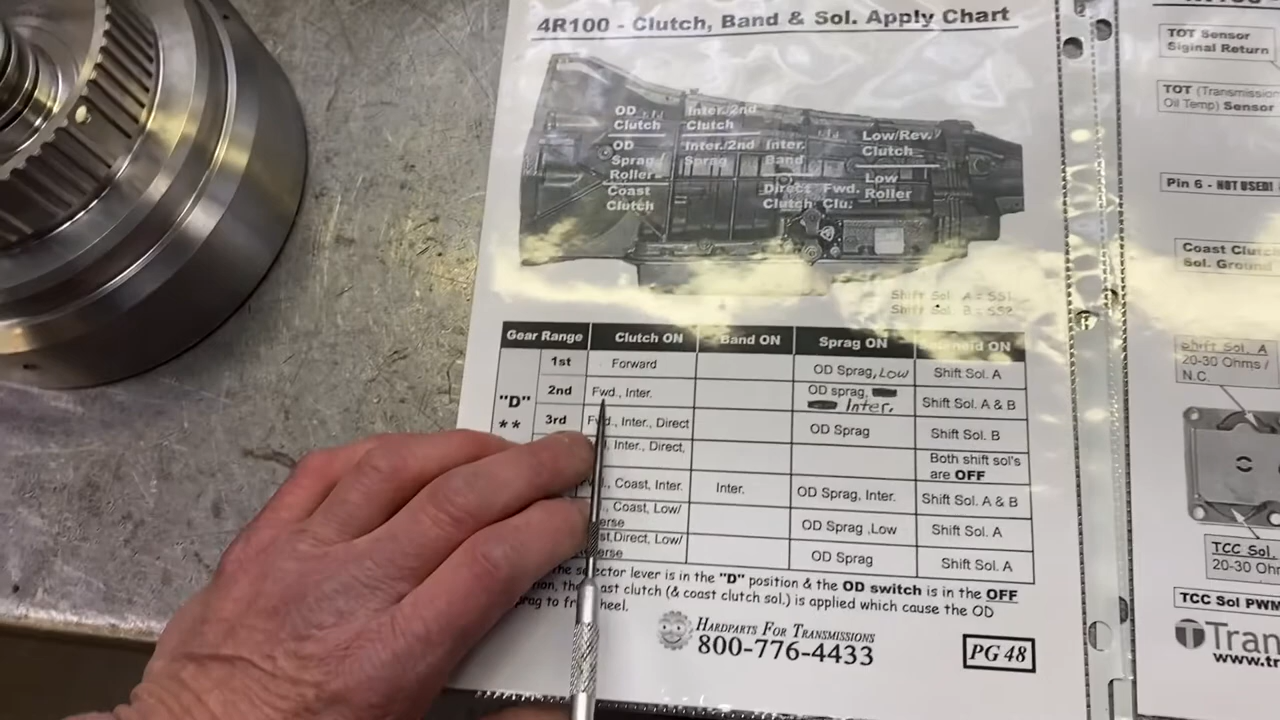 4R100 - Clutch, Band & Sol. Apply Chart
OD Clutch
Inter./2nd Clutch
OD Sprag/ Roller
Inter./2nd Sprag
Inter. Band
Low/Rev. Clutch
Coast Clutch
Direct Clutch
Fwd. Clu.
Low Roller
Shift Sol. A = SS1
Shift Sol. B = SS2
Gear Range Clutch ON Band ON Sprag ON ON
"D"
**
1st Forward OD Sprag, Low Shift Sol. A
2nd Fwd., Inter. OD sprag, Inter. Shift Sol. A & B
3rd Inter., Direct OD Sprag Shift Sol. B
Inter., Direct, Both shift sol's are OFF
Coast, Inter. Inter. OD Sprag, Inter. Shift Sol. A & B
Coast, Low/ OD Sprag ,Low Shift Sol. A
Direct, Low/ OD Sprag Shift Sol. A
selector lever is in the "D" position & the OD switch is in the OFF
clutch (& coast clutch sol.) is applied which cause the OD
HARDPARTS FOR TRANSMISSIONS
800-776-4433
PG 48
TOT Sensor
Siginal Return
TOT (Transmission
Oil Temp) Sensor
Pin 6 - NOT USED!
Coast Clutch
Sol. Ground
Shift Sol. A
20-30 Ohms /
N.C.
TCC Sol.
20-30
TCC Sol PWM